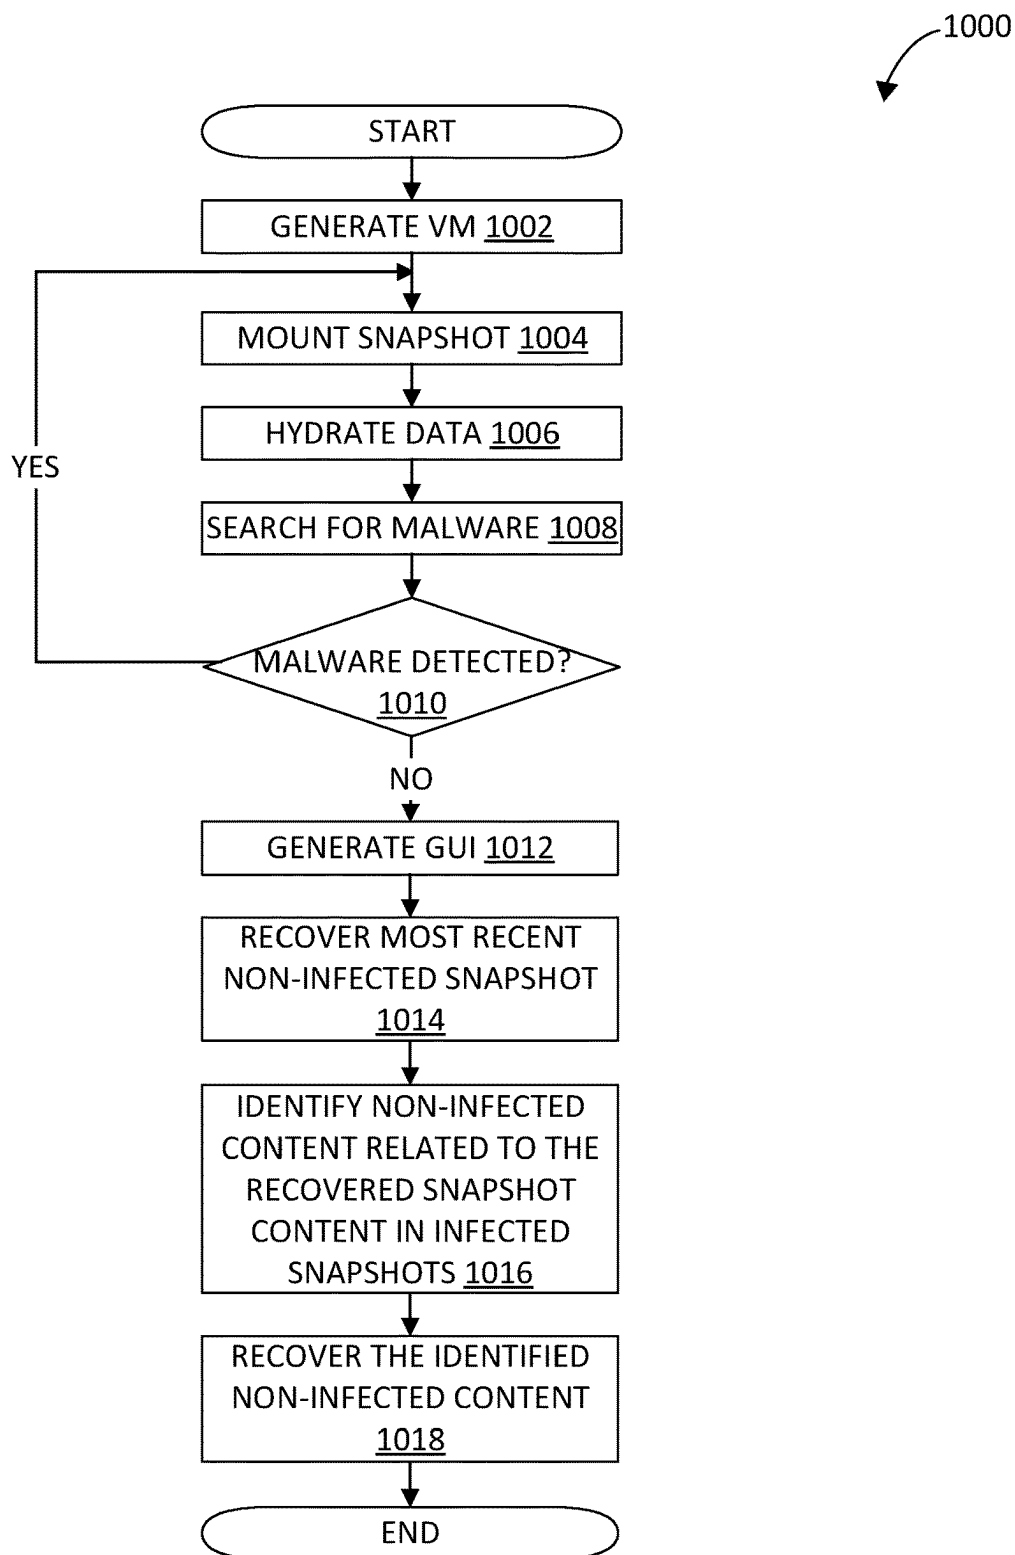 1000
START
GENERATE VM 1002
MOUNT SNAPSHOT 1004
HYDRATE DATA 1006
YES
SEARCH FOR MALWARE 1008
MALWARE DETECTED?
1010
NO
GENERATE GUI 1012
RECOVER MOST RECENT
NON-INFECTED SNAPSHOT
1014
IDENTIFY NON-INFECTED
CONTENT RELATED TO THE
RECOVERED SNAPSHOT
CONTENT IN INFECTED
SNAPSHOTS 1016
RECOVER THE IDENTIFIED
NON-INFECTED CONTENT
1018
END